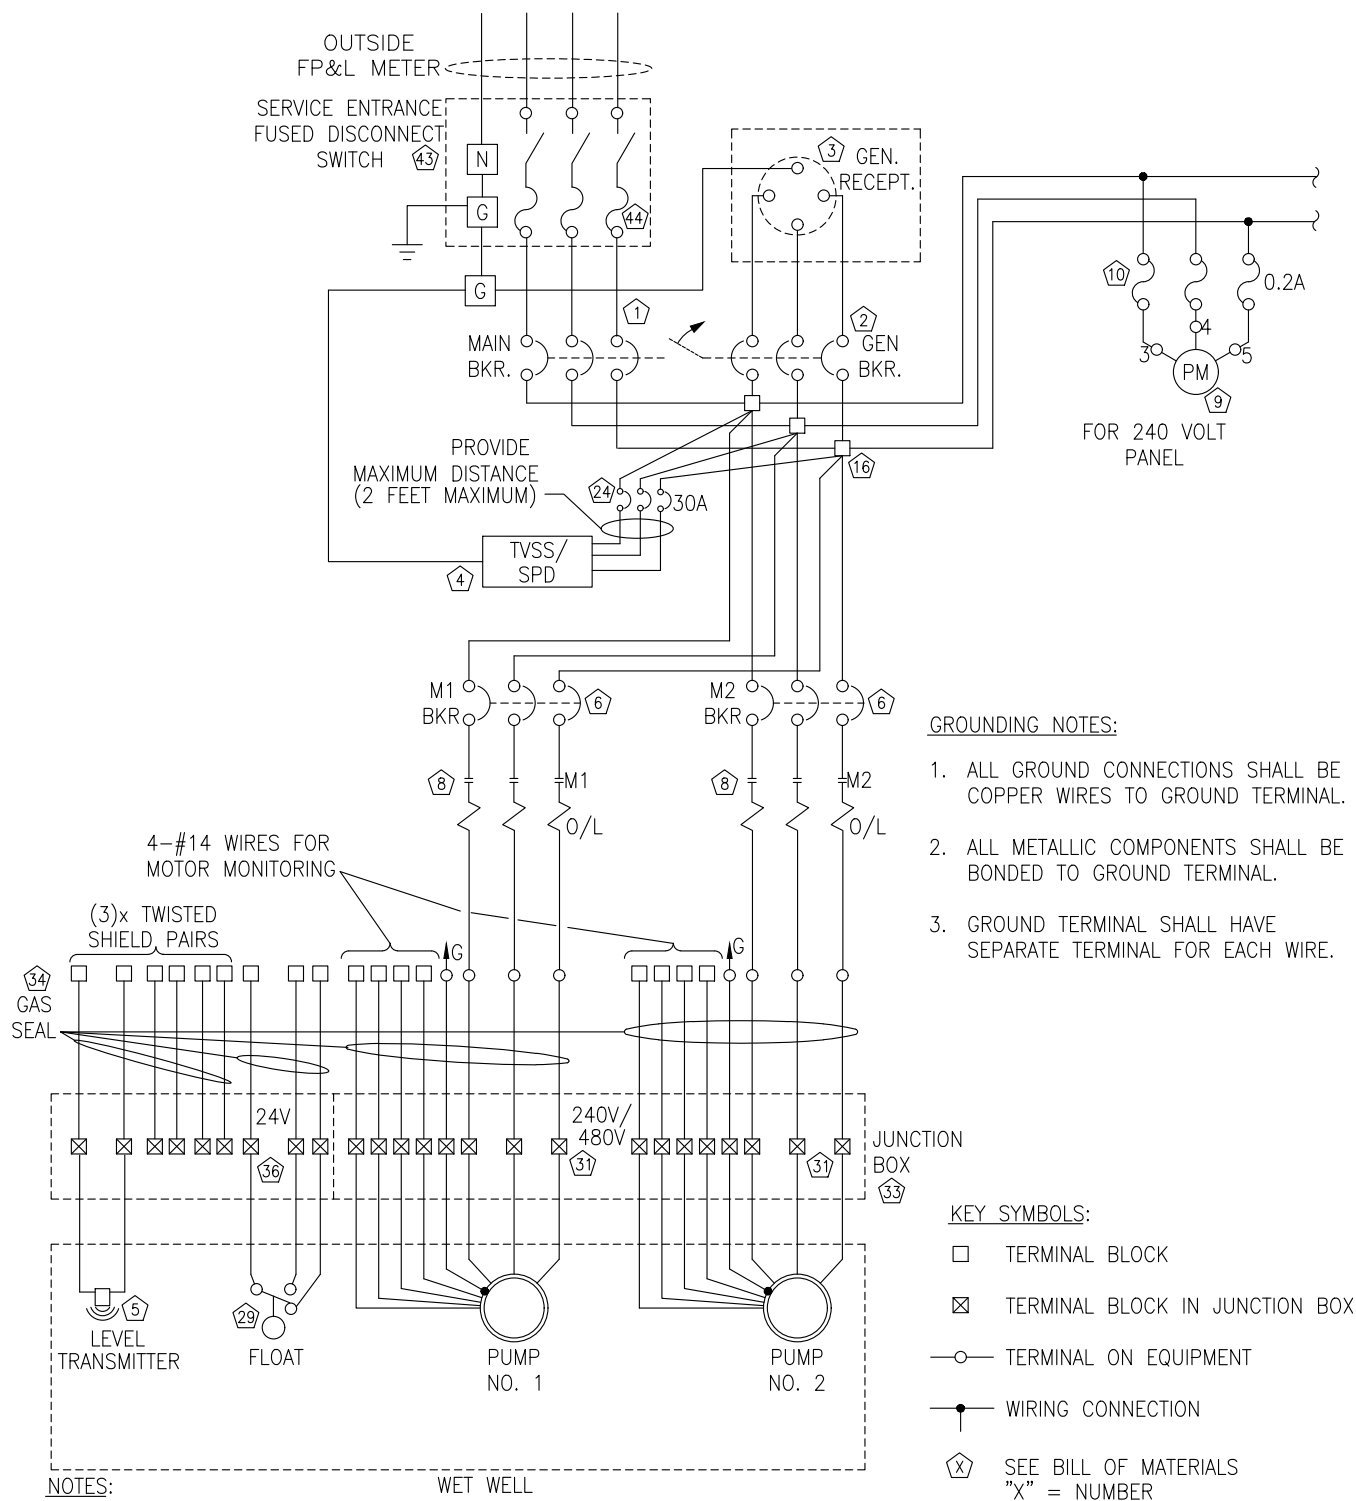 OUTSIDE
FP&L METER
SERVICE ENTRANCE
FUSED DISCONNECT
SWITCH
43
N
G
44
3
GEN.
RECEPT.
10
0.2A
G
1
2
MAIN
BKR.
GEN
BKR.
4
3
5
PM
9
FOR 240 VOLT
PANEL
PROVIDE
MAXIMUM DISTANCE
(2 FEET MAXIMUM)
24
30A
16
TVSS/
SPD
4
M1
BKR
6
M2
BKR
6
8
M1
O/L
8
M2
O/L
GROUNDING NOTES:
1. ALL GROUND CONNECTIONS SHALL BE
COPPER WIRES TO GROUND TERMINAL.
2. ALL METALLIC COMPONENTS SHALL BE
BONDED TO GROUND TERMINAL.
3. GROUND TERMINAL SHALL HAVE
SEPARATE TERMINAL FOR EACH WIRE.
4-#14 WIRES FOR
MOTOR MONITORING
(3)x TWISTED
SHIELD PAIRS
G
G
34
GAS
SEAL
24V
36
240V/
480V
31
31
JUNCTION
BOX
33
5
LEVEL
TRANSMITTER
29
FLOAT
PUMP
NO. 1
PUMP
NO. 2
WET WELL
NOTES:
KEY SYMBOLS:
TERMINAL BLOCK
TERMINAL BLOCK IN JUNCTION BOX
TERMINAL ON EQUIPMENT
WIRING CONNECTION
X SEE BILL OF MATERIALS
"X" = NUMBER